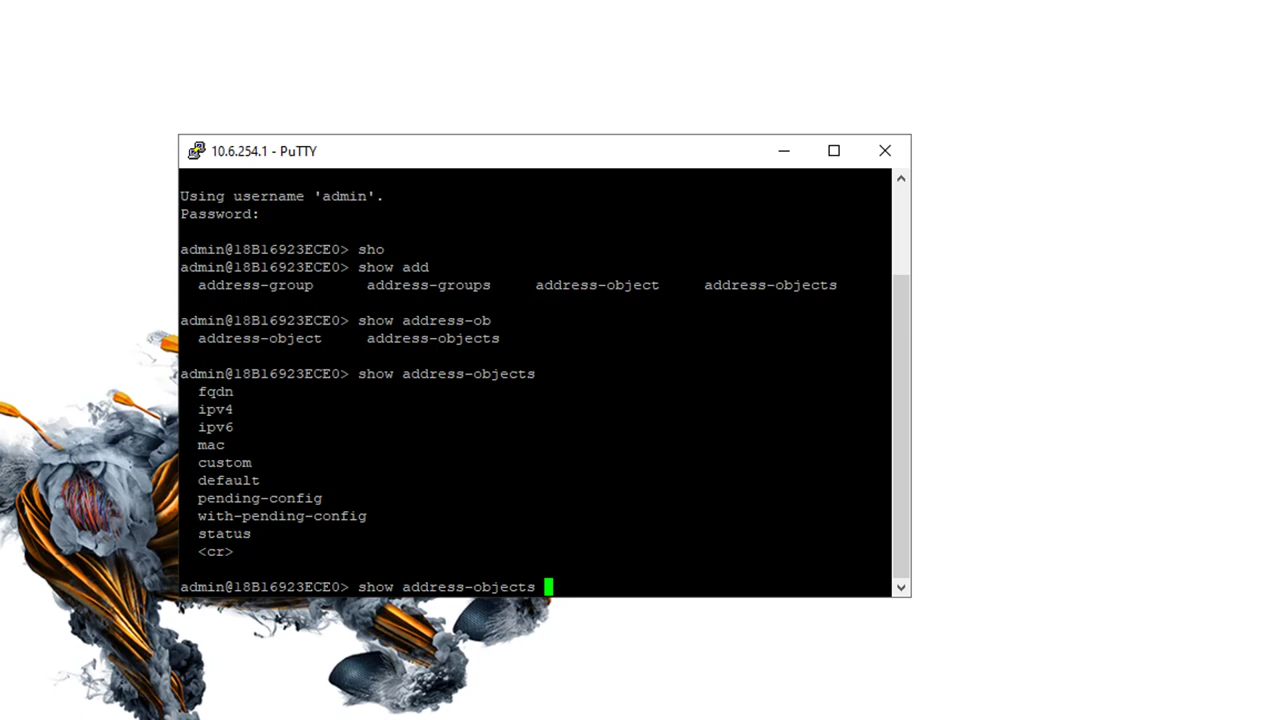 10.6.254.1 - PuTTY
Using username 'admin'.
Password:
admin@18B16923ECE0> sho
admin@18B16923ECE0> show add
address-group address-groups address-object address-objects
admin@18B16923ECE0> show address-ob
address-object address-objects
admin@18B16923ECE0> show address-objects
fqdn
ipv4
ipv6
mac
custom
default
pending-config
with-pending-config
status
<cr>
admin@18B16923ECE0> show address-objects